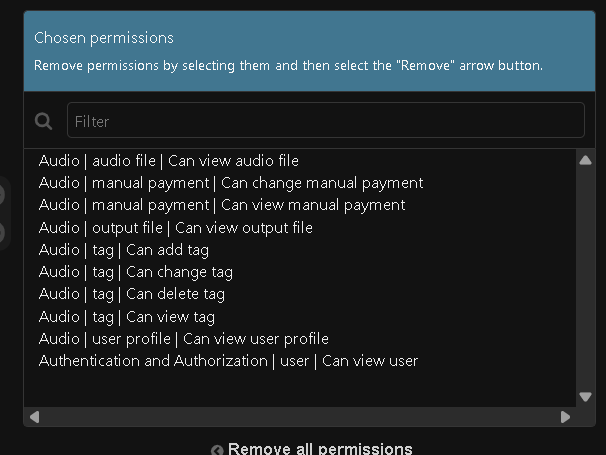 Chosen permissions
Remove permissions by selecting them and then select the "Remove" arrow button.
Filter
Audio | audio file | Can view audio file
Audio | manual payment | Can change manual payment
Audio | manual payment | Can view manual payment
Audio | output file | Can view output file
Audio | tag | Can add tag
Audio | tag | Can change tag
Audio | tag | Can delete tag
Audio | tag | Can view tag
Audio | user profile | Can view user profile
Authentication and Authorization | user | Can view user
Remove all permissions